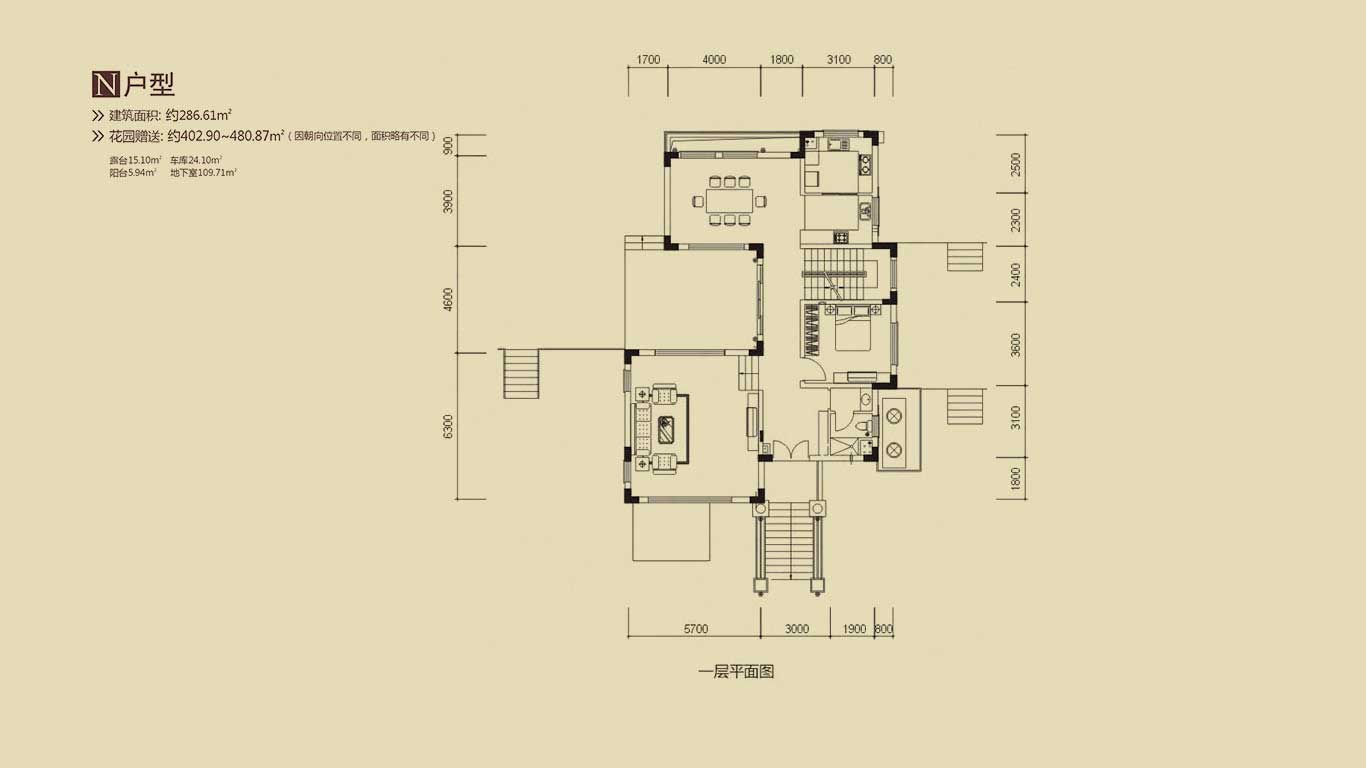 N户型
建筑面积: 约286.61m²
花园赠送: 约402.90~480.87m²（因朝向位置不同，面积略有不同）
露台15.10m² 车库24.10m²
阳台5.94m² 地下室109.71m²
1700 4000 1800 3100 800
900
3900
4600
6300
2500
2300
2400
3600
3100
1800
5700 3000 1900 800
一层平面图